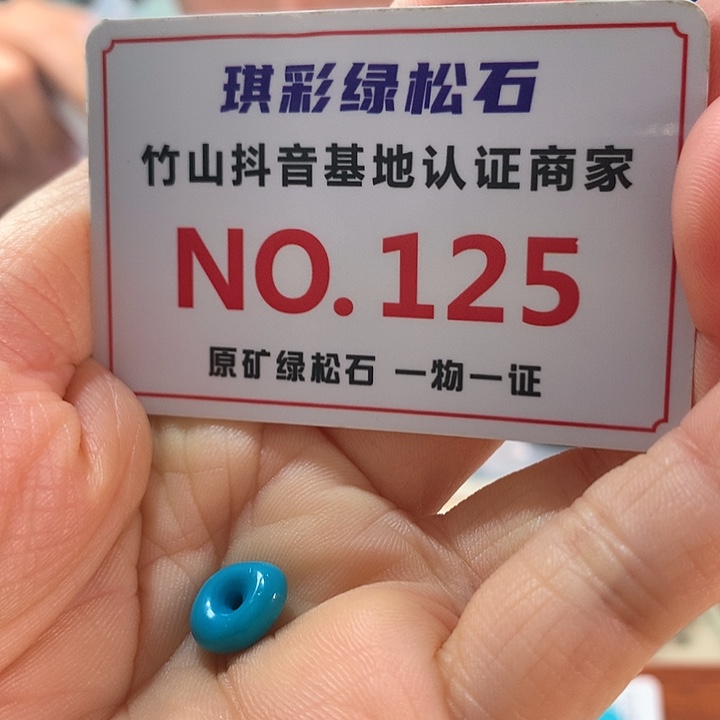 琪彩绿松石
竹山抖音基地认证商家
NO.125
原矿绿松石 一物一证